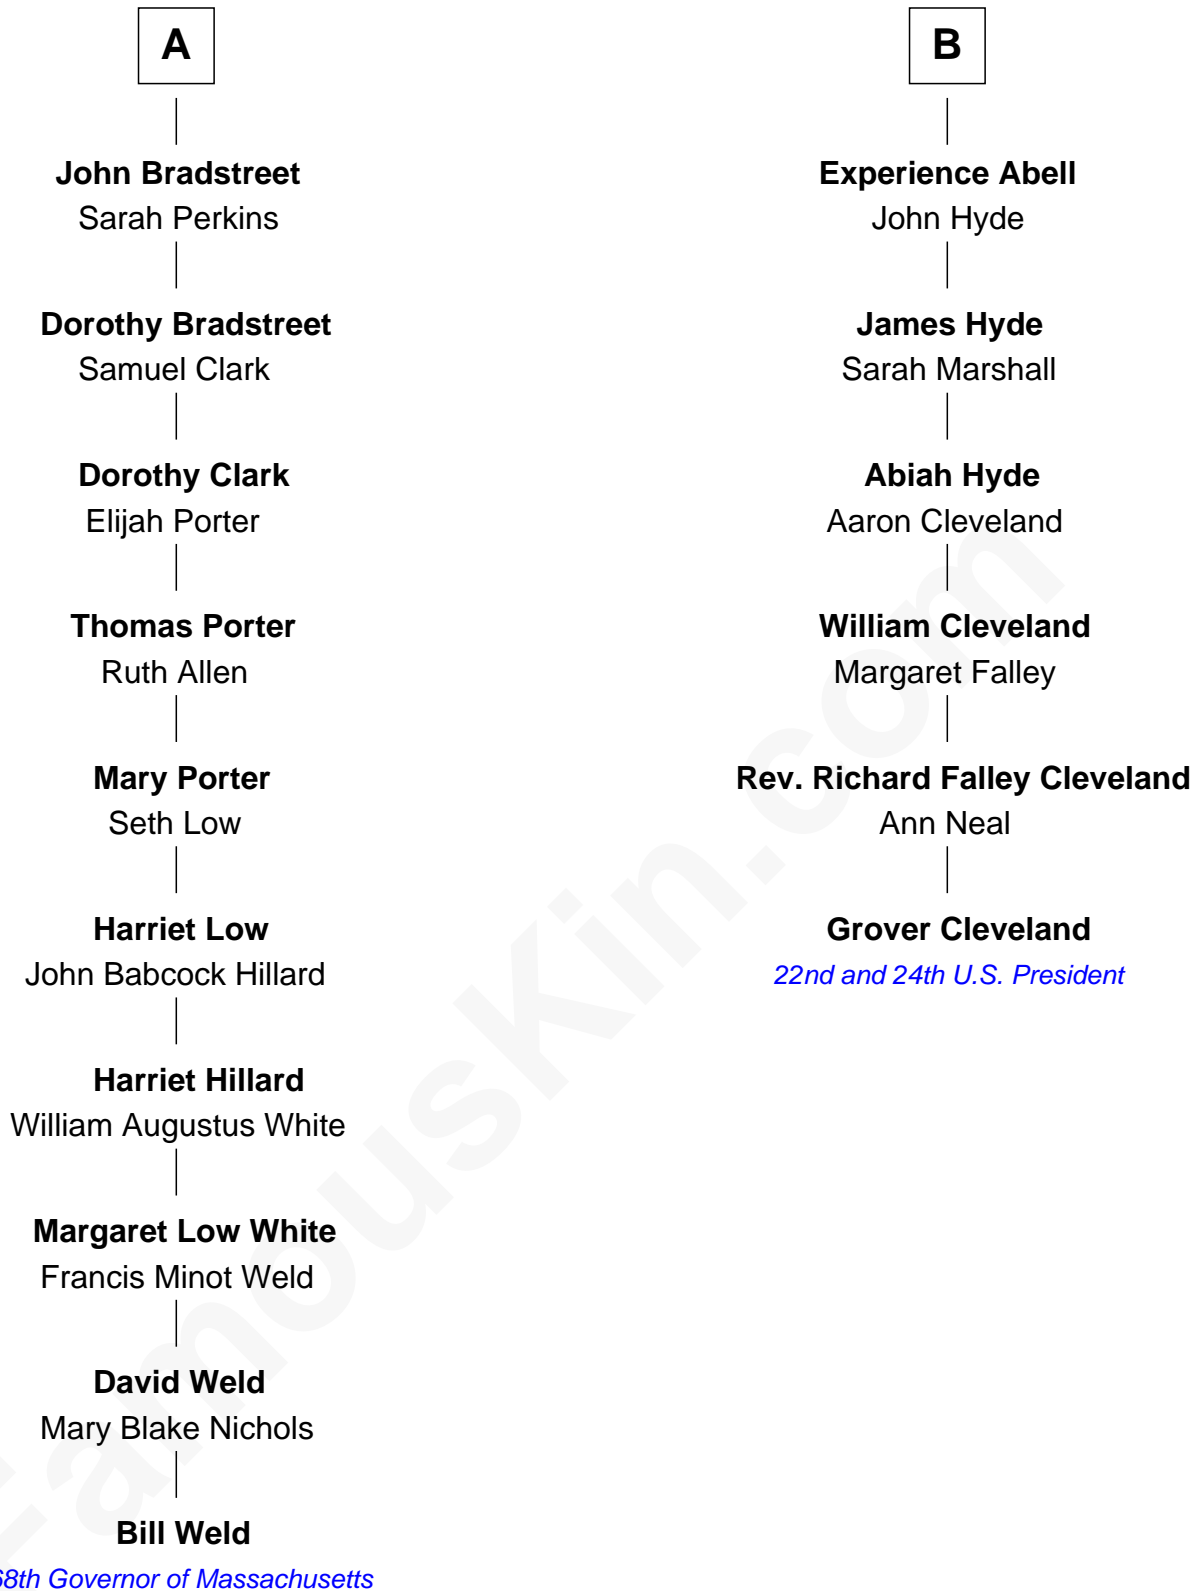 A
John Bradstreet
Sarah Perkins
Dorothy Bradstreet
Samuel Clark
Dorothy Clark
Elijah Porter
Thomas Porter
Ruth Allen
Mary Porter
Seth Low
Harriet Low
John Babcock Hillard
Harriet Hillard
William Augustus White
Margaret Low White
Francis Minot Weld
David Weld
Mary Blake Nichols
Bill Weld
68th Governor of Massachusetts
B
Experience Abell
John Hyde
James Hyde
Sarah Marshall
Abiah Hyde
Aaron Cleveland
William Cleveland
Margaret Falley
Rev. Richard Falley Cleveland
Ann Neal
Grover Cleveland
22nd and 24th U.S. President
FamousKin.com